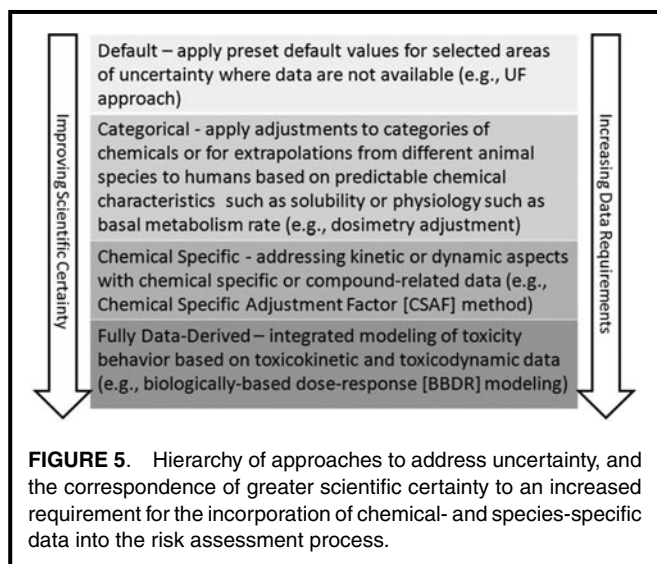 Improving Scientific Certainty
Default – apply preset default values for selected areas
of uncertainty where data are not available (e.g., UF
approach)
Categorical - apply adjustments to categories of
chemicals or for extrapolations from different animal
species to humans based on predictable chemical
characteristics such as solubility or physiology such as
basal metabolism rate (e.g., dosimetry adjustment)
Chemical Specific - addressing kinetic or dynamic aspects
with chemical specific or compound-related data (e.g.,
Chemical Specific Adjustment Factor [CSAF] method)
Fully Data-Derived – integrated modeling of toxicity
behavior based on toxicokinetic and toxicodynamic data
(e.g., biologically-based dose-response [BBDR] modeling)
Increasing Data Requirements
FIGURE 5. Hierarchy of approaches to address uncertainty, and
the correspondence of greater scientific certainty to an increased
requirement for the incorporation of chemical- and species-specific
data into the risk assessment process.